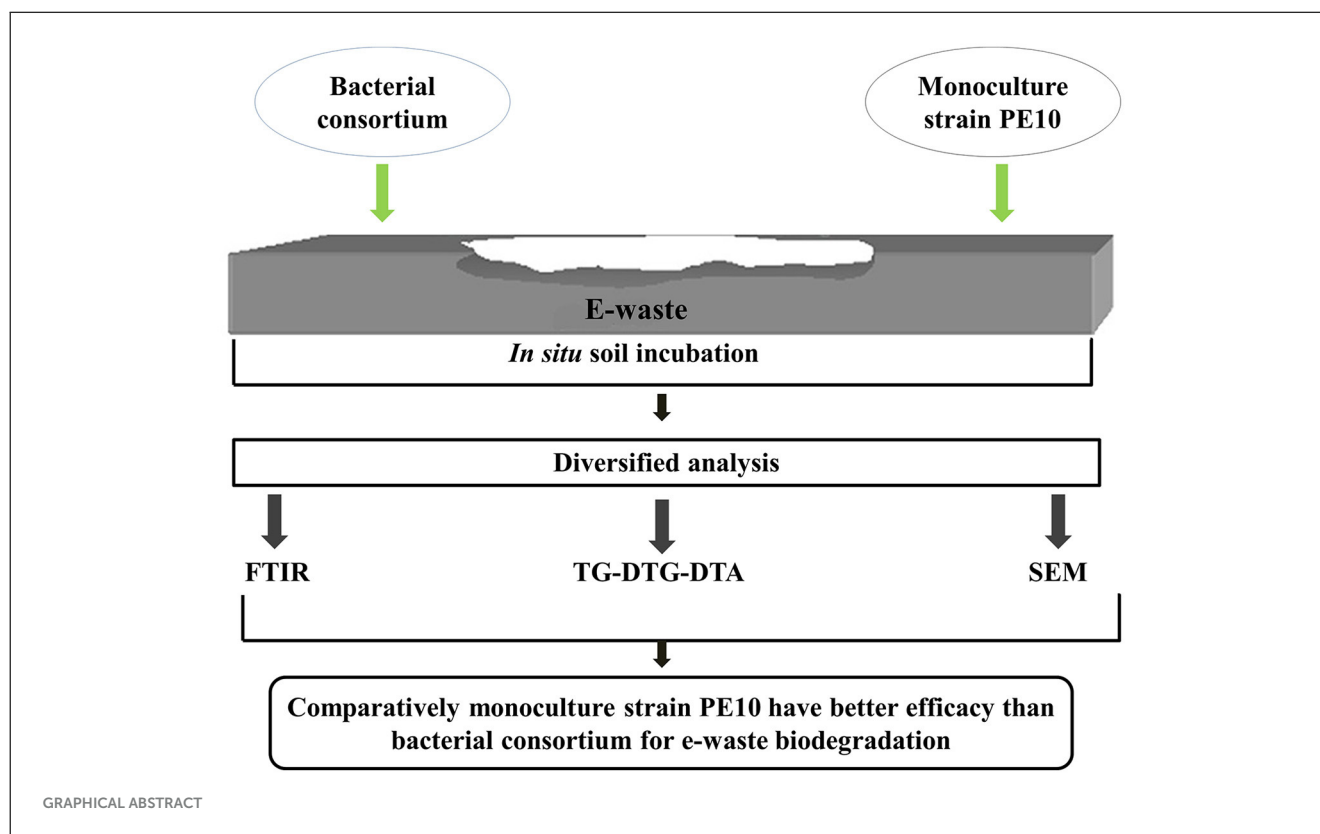 Bacterial
consortium
Monoculture
strain PE10
E-waste
In situ soil incubation
Diversified analysis
FTIR
TG-DTG-DTA
SEM
Comparatively monoculture strain PE10 have better efficacy than
bacterial consortium for e-waste biodegradation
GRAPHICAL ABSTRACT